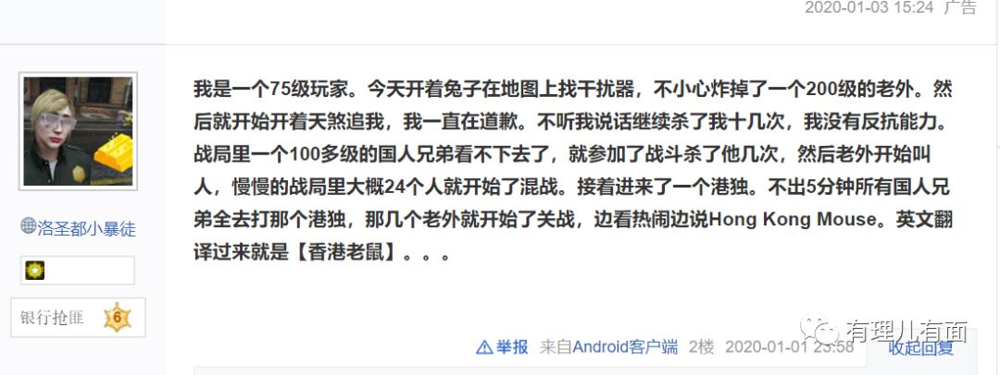 2020-01-03 15:24 广告
我是一个75级玩家。今天开着兔子在地图上找干扰器，不小心炸掉了一个200级的老外。然
后就开始开着天煞追我，我一直在道歉。不听我说话继续杀了我十几次，我没有反抗能力。
战局里一个100多级的国人兄弟看不下去了，就参加了战斗杀了他几次，然后老外开始叫
人，慢慢的战局里大概24个人就开始了混战。接着进来了一个港独。不出5分钟所有国人兄
弟全去打那个港独，那几个老外就开始了关战，边看热闹边说Hong Kong Mouse。英文翻
译过来就是【香港老鼠】。。。
洛圣都小暴徒
银行抢匪 6
举报 来自Android客户端 2楼 2020-01-01 23:58 收起回复
有理儿有面